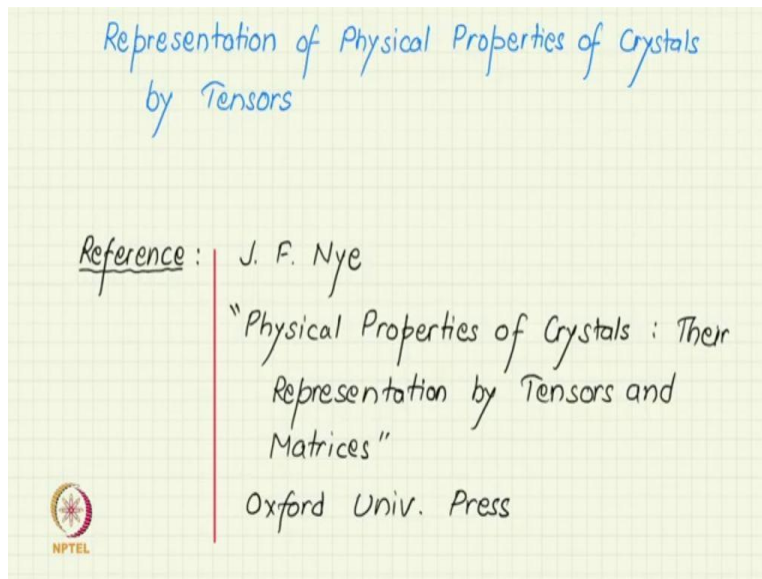 Representation of Physical Properties of Crystals
by Tensors
Reference : J. F. Nye
"Physical Properties of Crystals : Their
Representation by Tensors and
Matrices"
Oxford Univ. Press
NPTEL